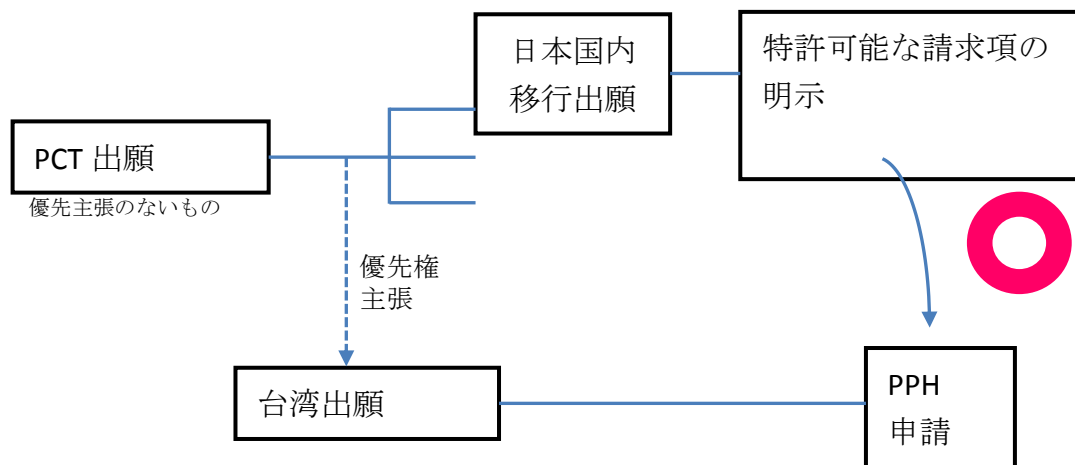 日本国内
移行出願
特許可能な請求項の
明示
PCT 出願
優先主張のないもの
優先権
主張
台湾出願
PPH
申請